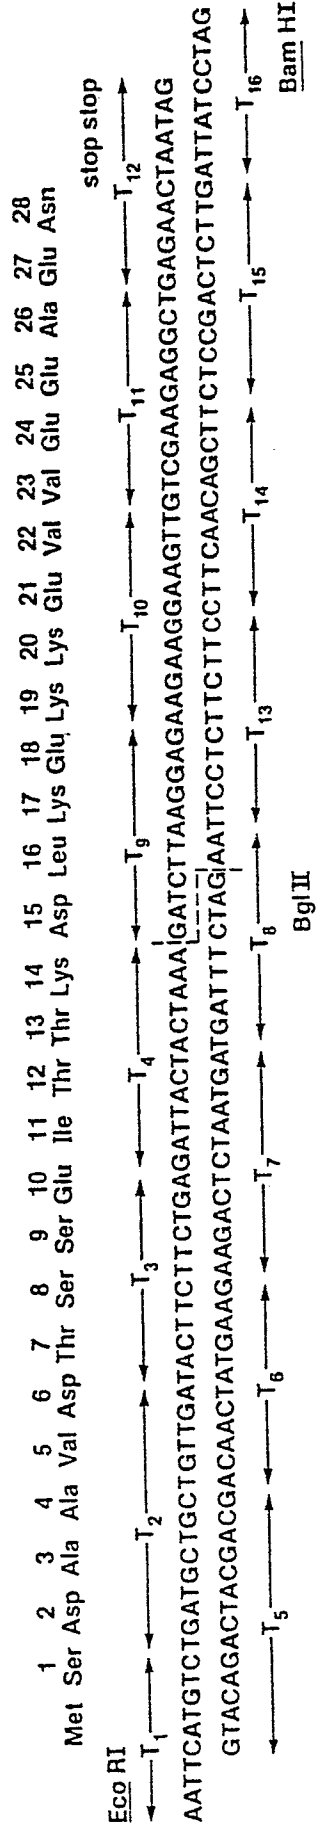 1 2 3 4 5 6 7 8 9 10 11 12 13 14 15 16 17 18 19 20 21 22 23 24 25 26 27 28
Met Ser Asp Ala Ala Val Asp Thr Ser Ser Glu Ile Thr Thr Lys Asp Leu Lys Glu Lys Lys Glu Val Val Glu Glu Ala Glu Asn stop stop
Eco RI
T1 T2 T3 T4 T9 T10 T11 T12
AATTCATGTCTGATGCTGCTGTTGATACTTCTTCTGAGATTACTACTAAAGATCTTAAGGAGAAGAAGGAAGTTGTCGAAGAGGCTGAGAACTAATAG
GTACAGACTACGACGACAACTATGAAGAAGACTCTAATGATGATTTCTAGAATTCCTCTTCTTCCTTCAACAGCTTCTCCGACTCTTGATTATCCTAG
T5 T6 T7 T8 T13 T14 T15 T16
Bgl II Bam HI